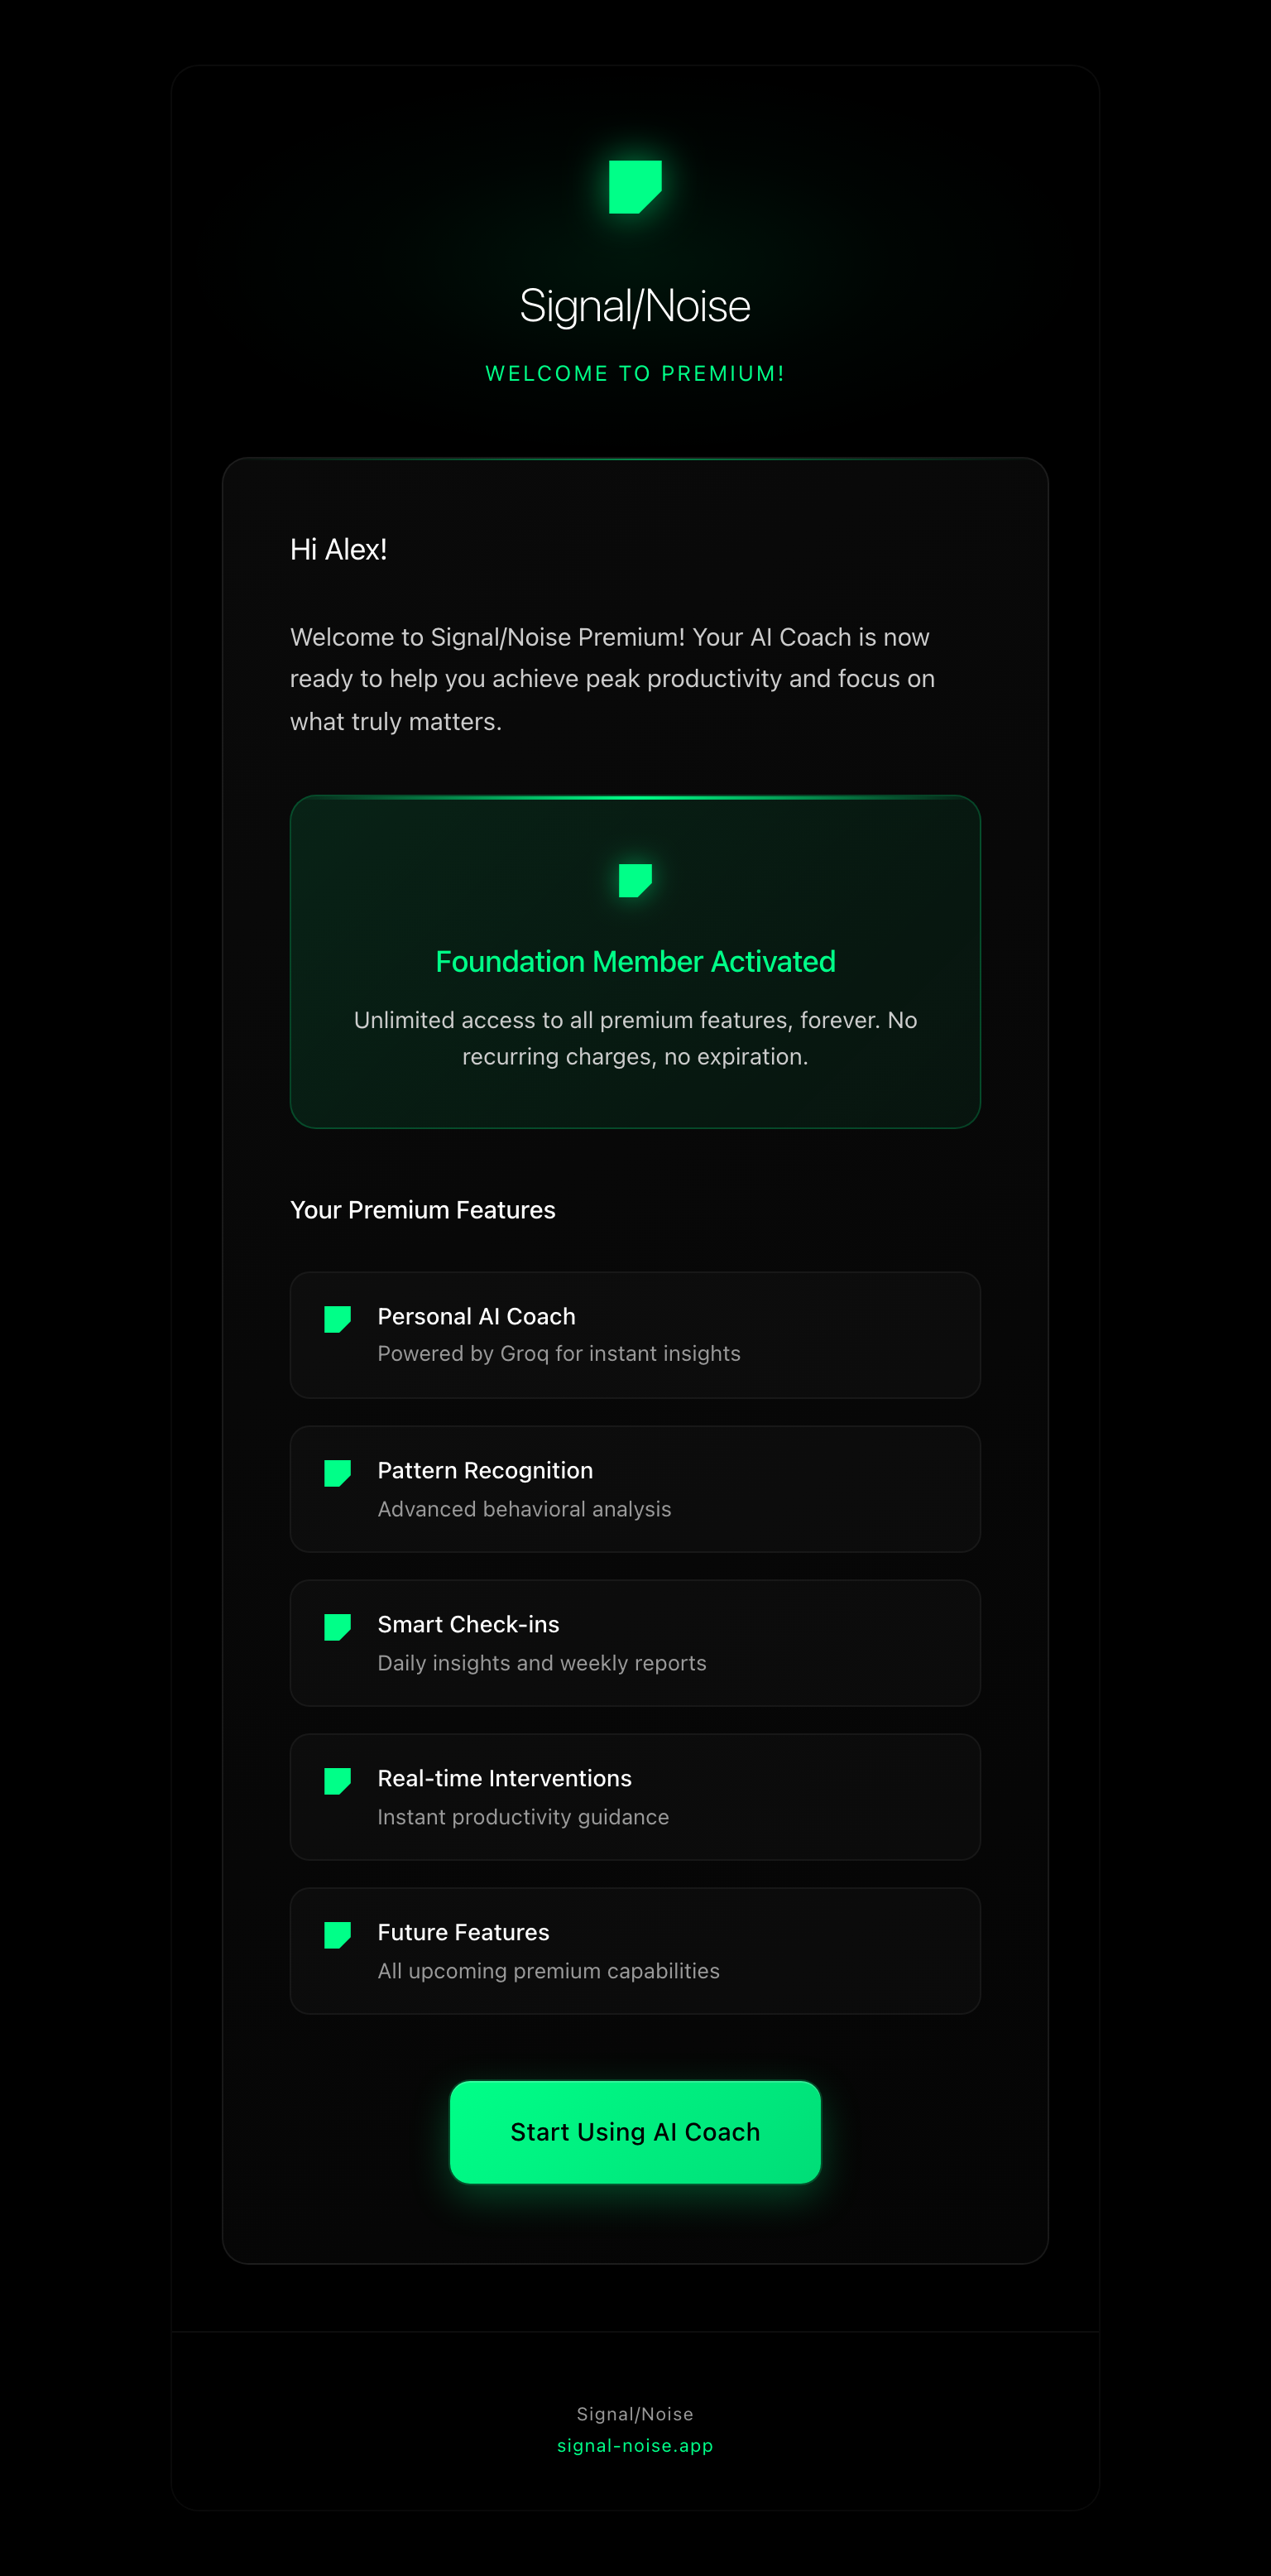 Signal/Noise
WELCOME TO PREMIUM!
Hi Alex!
Welcome to Signal/Noise Premium! Your AI Coach is now
ready to help you achieve peak productivity and focus on
what truly matters.
Foundation Member Activated
Unlimited access to all premium features, forever. No
recurring charges, no expiration.
Your Premium Features
Personal AI Coach
Powered by Groq for instant insights
Pattern Recognition
Advanced behavioral analysis
Smart Check-ins
Daily insights and weekly reports
Real-time Interventions
Instant productivity guidance
Future Features
All upcoming premium capabilities
Start Using AI Coach
Signal/Noise
signal-noise.app